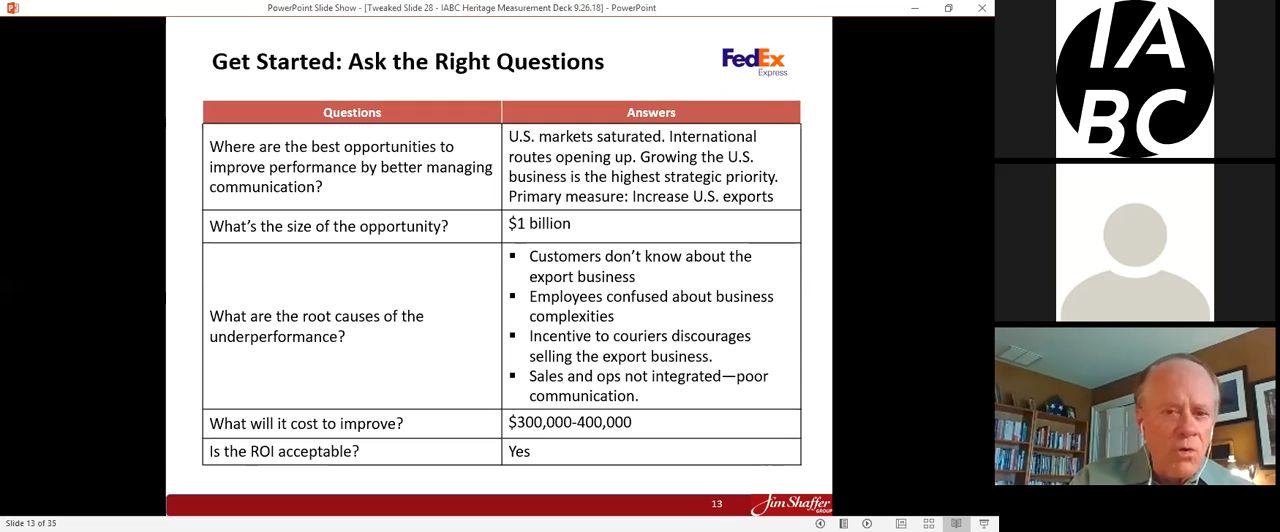 PowerPoint Slide Show - [Tweaked Slide 28 - IABC Heritage Measurement Deck 9.26.18] - PowerPoint
Get Started: Ask the Right Questions
FedEx
Express
Questions
Answers
Where are the best opportunities to
improve performance by better managing
communication?
U.S. markets saturated. International
routes opening up. Growing the U.S.
business is the highest strategic priority.
Primary measure: Increase U.S. exports
What's the size of the opportunity?
$1 billion
What are the root causes of the
underperformance?
▪ Customers don't know about the
export business
▪ Employees confused about business
complexities
▪ Incentive to couriers discourages
selling the export business.
▪ Sales and ops not integrated—poor
communication.
What will it cost to improve?
$300,000-400,000
Is the ROI acceptable?
Yes
13
Jim Shaffer
GROUP
Slide 13 of 35
IA
BC